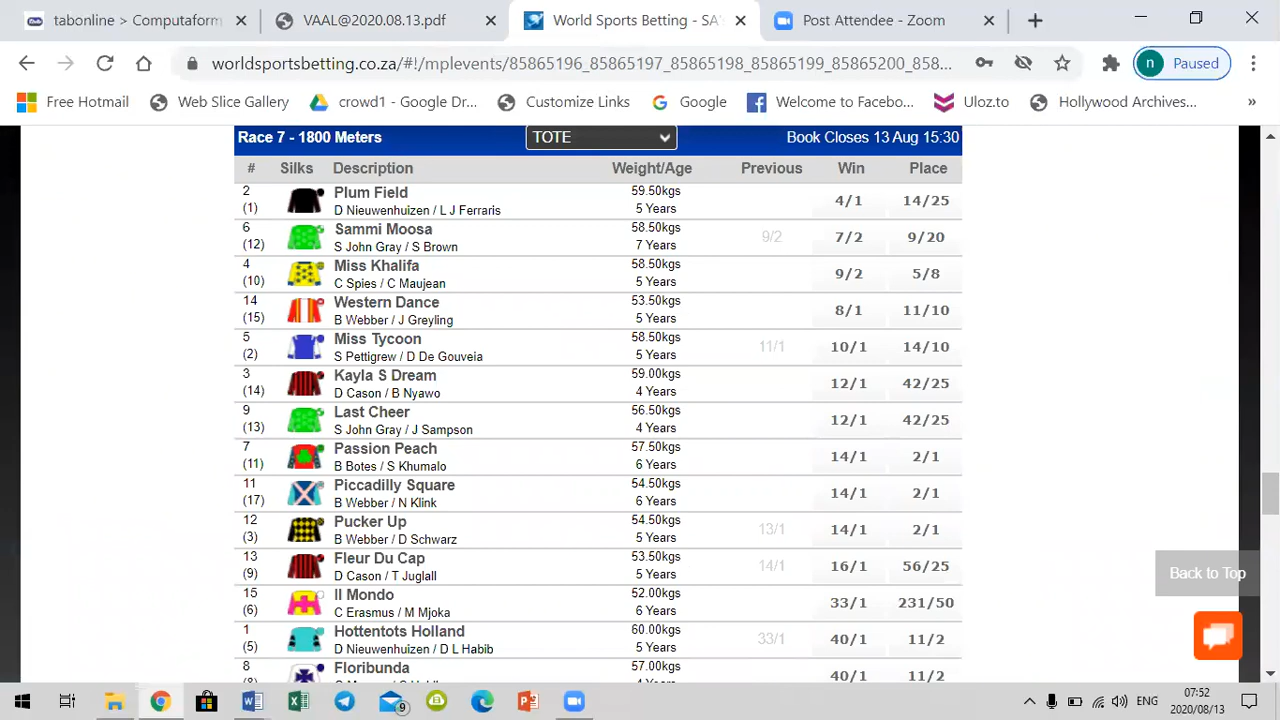 tabonline > Computaform
VAAL@2020.08.13.pdf
World Sports Betting - SA's
Post Attendee - Zoom
worldsportsbetting.co.za/#!/mplevents/85865196_85865197_85865198_85865199_85865200_858...
n Paused
Free Hotmail
Web Slice Gallery
crowd1 - Google Dr...
Customize Links
Google
Welcome to Facebo...
Uloz.to
Hollywood Archives...
»
Race 7 - 1800 Meters TOTE Book Closes 13 Aug 15:30
# Silks Description Weight/Age Previous Win Place
2 Plum Field 59.50kgs 4/1 14/25
(1) D Nieuwenhuizen / L J Ferraris 5 Years
6 Sammi Moosa 58.50kgs 9/2 7/2 9/20
(12) S John Gray / S Brown 7 Years
4 Miss Khalifa 58.50kgs 9/2 5/8
(10) C Spies / C Maujean 5 Years
14 Western Dance 53.50kgs 8/1 11/10
(15) B Webber / J Greyling 5 Years
5 Miss Tycoon 58.50kgs 11/1 10/1 14/10
(2) S Pettigrew / D De Gouveia 5 Years
3 Kayla S Dream 59.00kgs 12/1 42/25
(14) D Cason / B Nyawo 4 Years
9 Last Cheer 56.50kgs 12/1 42/25
(13) S John Gray / J Sampson 4 Years
7 Passion Peach 57.50kgs 14/1 2/1
(11) B Botes / S Khumalo 6 Years
11 Piccadilly Square 54.50kgs 14/1 2/1
(17) B Webber / N Klink 6 Years
12 Pucker Up 54.50kgs 13/1 14/1 2/1
(3) B Webber / D Schwarz 5 Years
13 Fleur Du Cap 53.50kgs 14/1 16/1 56/25
(9) D Cason / T Juglall 5 Years
15 Il Mondo 52.00kgs 33/1 231/50
(6) C Erasmus / M Mjoka 6 Years
1 Hottentots Holland 60.00kgs 33/1 40/1 11/2
(5) D Nieuwenhuizen / D L Habib 5 Years
8 Floribunda 57.00kgs 40/1 11/2
Back to Top
9
ENG
07:52
2020/08/13